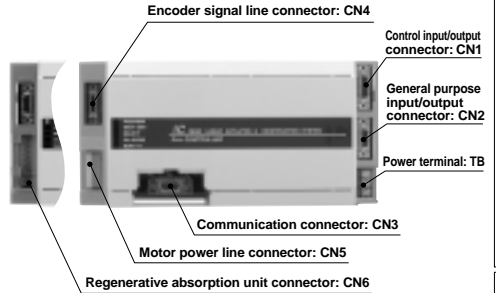 Encoder signal line connector: CN4
Control input/output
connector: CN1
General purpose
input/output
connector: CN2
Power terminal: TB
Communication connector: CN3
Motor power line connector: CN5
Regenerative absorption unit connector: CN6